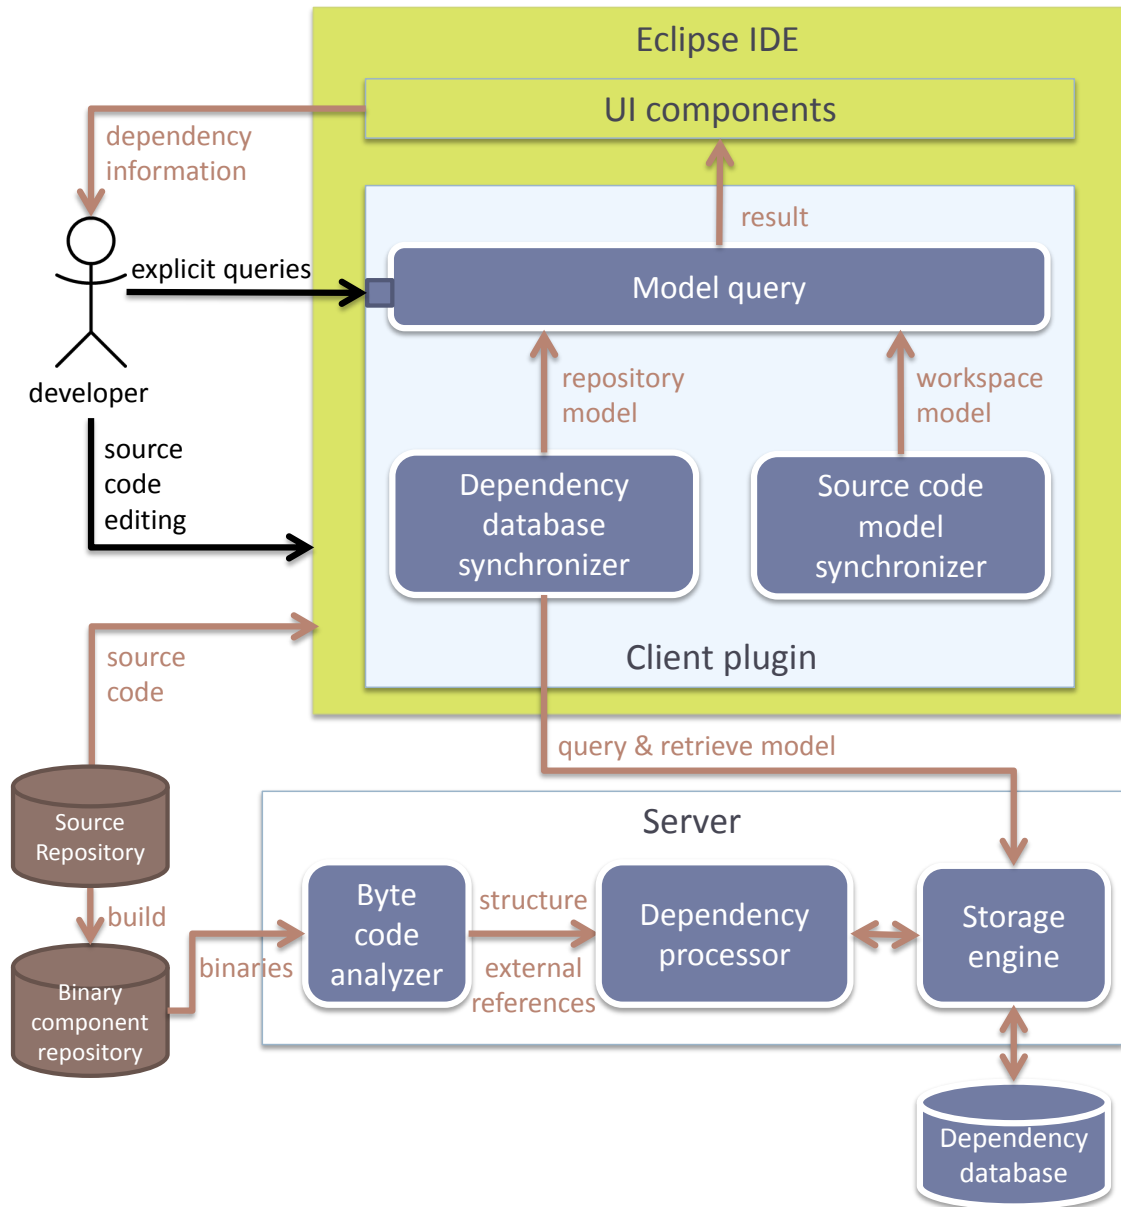 Eclipse IDE
UI components
dependency
information
result
explicit queries
Model query
developer
repository
model
workspace
model
source
code
editing
Dependency
database
synchronizer
Source code
model
synchronizer
source
code
Client plugin
query & retrieve model
Server
Source
Repository
build
Binary
component
repository
binaries
Byte
code
analyzer
structure
external
references
Dependency
processor
Storage
engine
Dependency
database